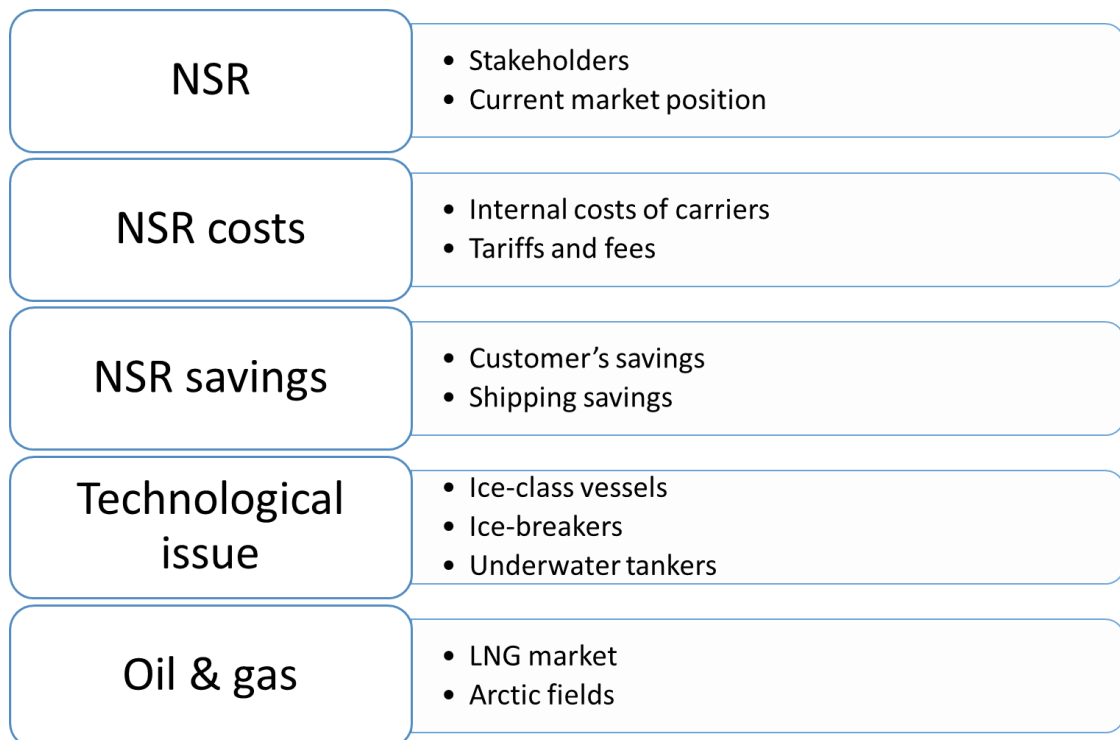 NSR
• Stakeholders
• Current market position
NSR costs
• Internal costs of carriers
• Tariffs and fees
NSR savings
• Customer’s savings
• Shipping savings
Technological
issue
• Ice-class vessels
• Ice-breakers
• Underwater tankers
Oil & gas
• LNG market
• Arctic fields